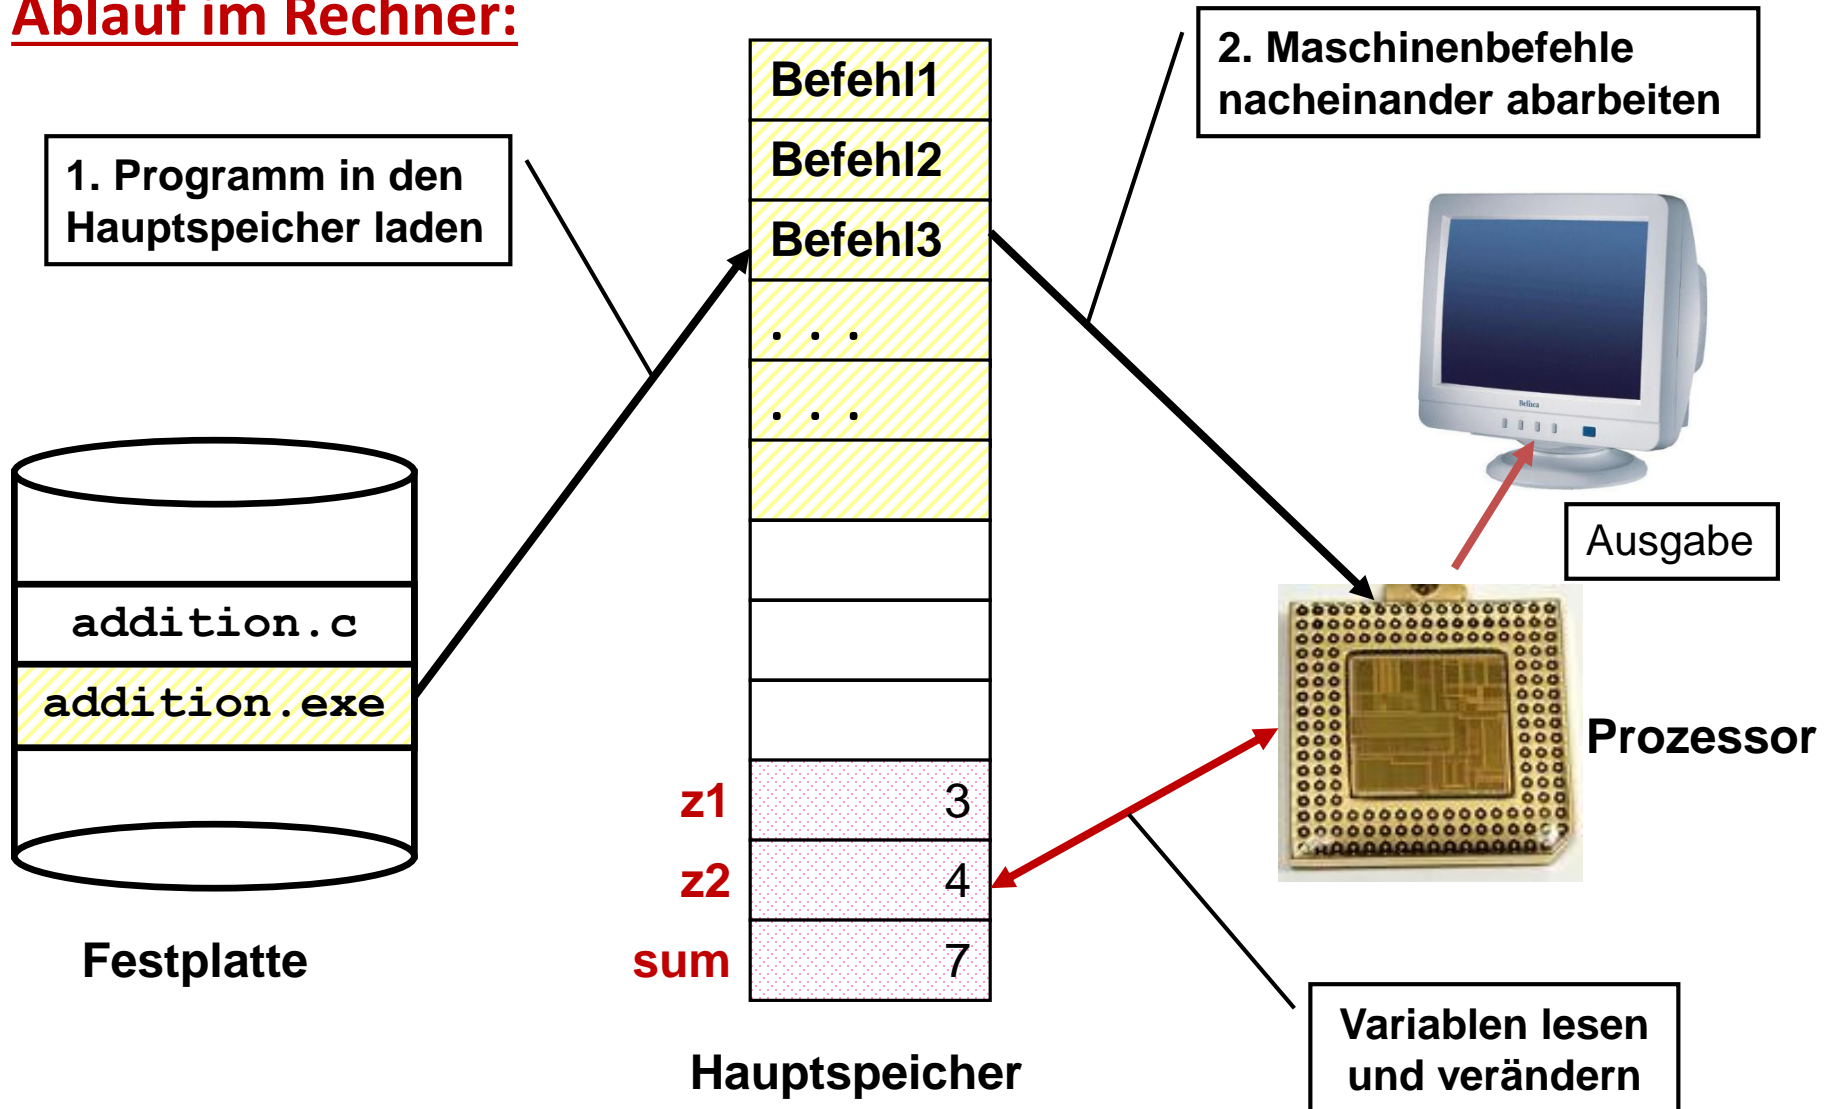 Ablauf im Rechner:
1. Programm in den
Hauptspeicher laden
Befehl1
Befehl2
Befehl3
. . .
. . .
2. Maschinenbefehle
nacheinander abarbeiten
Belinea
Ausgabe
addition.c
addition.exe
Festplatte
z1 3
z2 4
sum 7
Hauptspeicher
Prozessor
Variablen lesen
und verändern